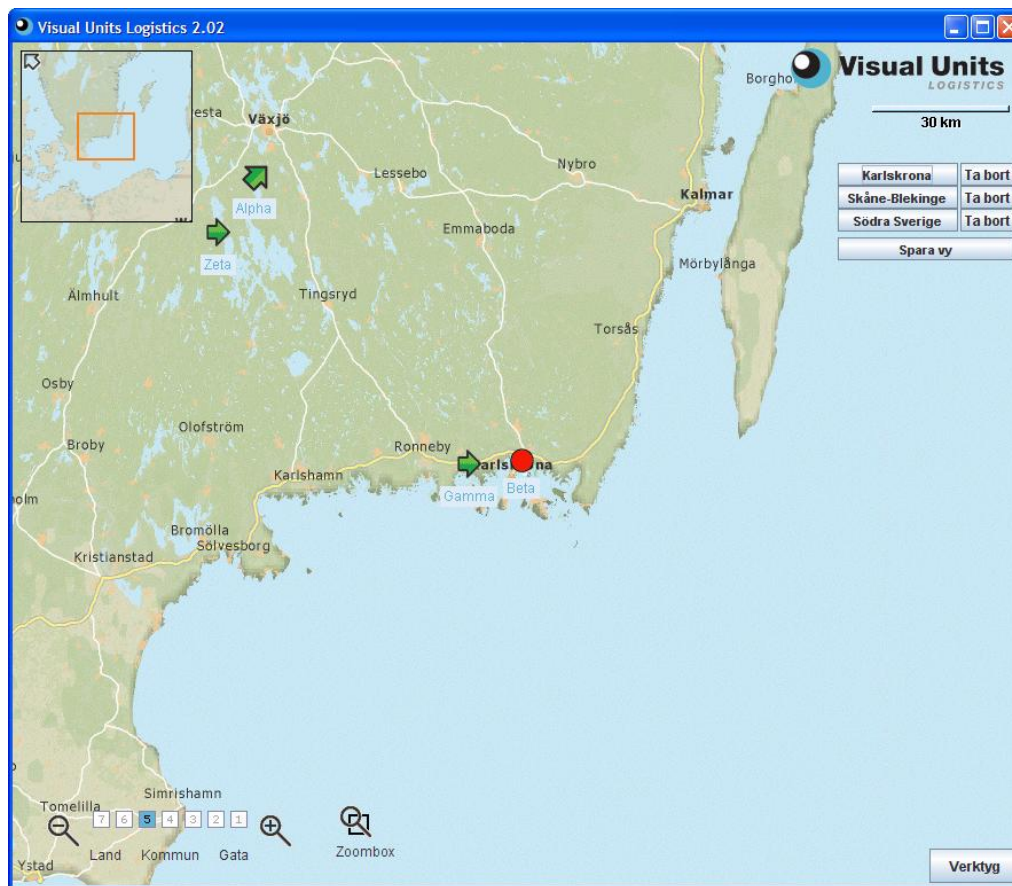 Visual Units Logistics 2.02
Borgho
Visual Units
LOGISTICS
30 km
esta
Växjö
Nybro
Lessebo
Kalmar
Karlskrona
Ta bort
Skåne-Blekinge
Ta bort
Södra Sverige
Ta bort
Spara vy
Alpha
Emmaboda
Zeta
Mörbylånga
Älmhult
Tingsryd
Torsås
Osby
Olofström
Broby
Ronneby
Karlshamn
arlskrona
Gamma
Beta
olm
Bromölla
Sölvesborg
Kristianstad
Simrishamn
Tomelilla
7 6 5 4 3 2 1
Land Kommun Gata
Zoombox
Ystad
Verktyg